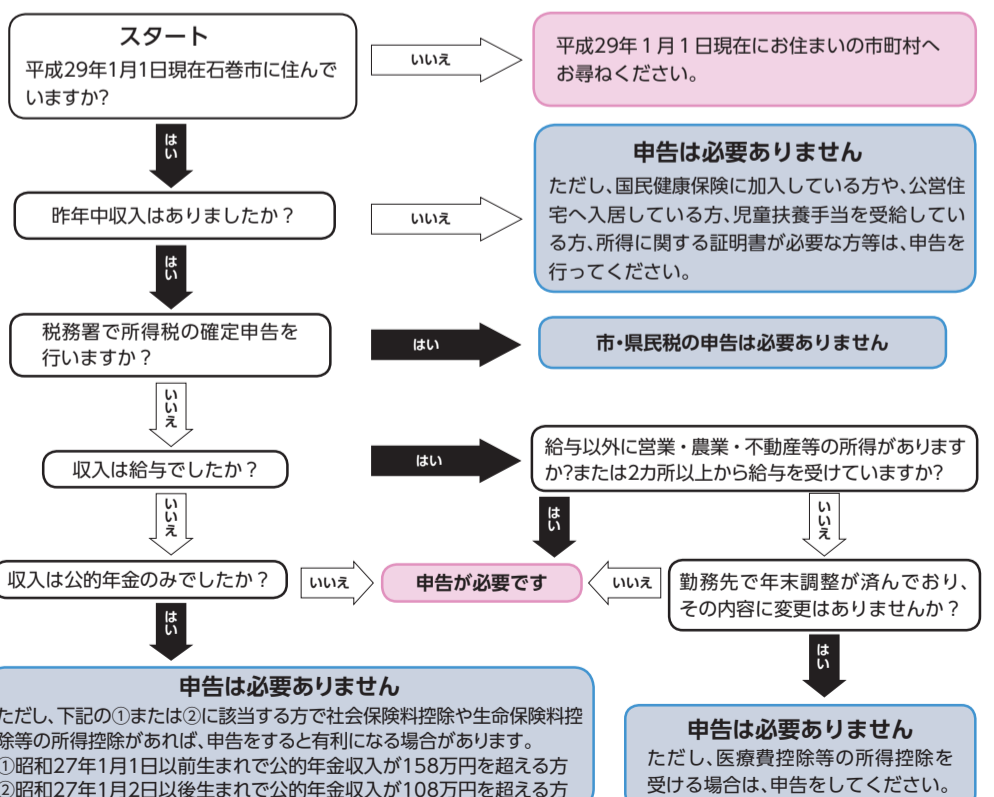 スタート
平成29年1月1日現在石巻市に住んで
いますか?
いいえ
平成29年1月1日現在にお住まいの市町村へ
お尋ねください。
はい
昨年中収入はありましたか？
いいえ
申告は必要ありません
ただし、国民健康保険に加入している方や、公営住
宅へ入居している方、児童扶養手当を受給してい
る方、所得に関する証明書が必要な方等は、申告を
行ってください。
はい
税務署で所得税の確定申告を
行いますか？
はい
市・県民税の申告は必要ありません
いいえ
収入は給与でしたか？
はい
給与以外に営業・農業・不動産等の所得があります
か?または2カ所以上から給与を受けていますか?
いいえ
はい
いいえ
収入は公的年金のみでしたか？
いいえ
申告が必要です
いいえ
勤務先で年末調整が済んでおり、
その内容に変更はありませんか？
はい
はい
申告は必要ありません
ただし、下記の①または②に該当する方で社会保険料控除や生命保険料控
除等の所得控除があれば、申告をすると有利になる場合があります。
①昭和27年1月1日以前生まれで公的年金収入が158万円を超える方
②昭和27年1月2日以後生まれで公的年金収入が108万円を超える方
申告は必要ありません
ただし、医療費控除等の所得控除を
受ける場合は、申告をしてください。